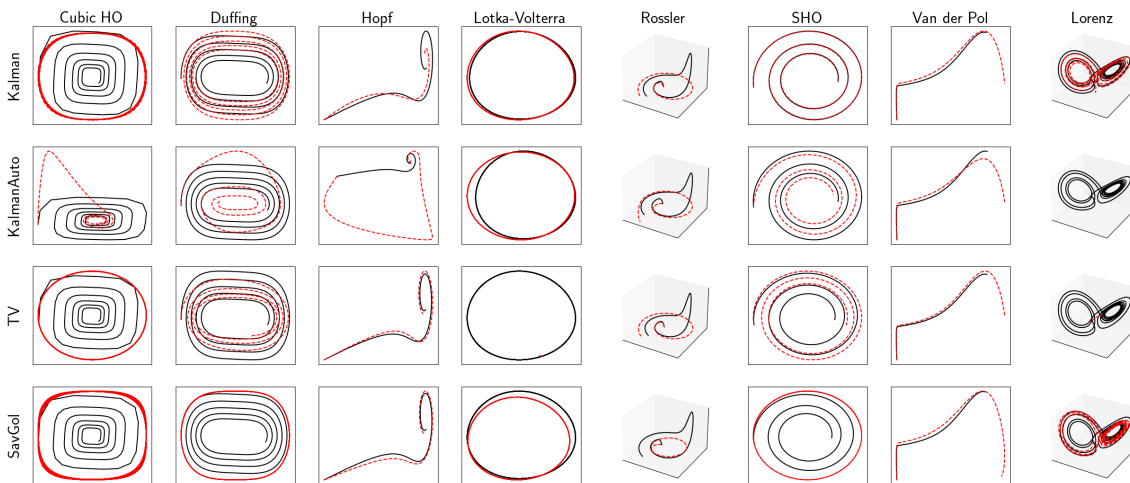 Cubic HO Duffing Hopf Lotka-Volterra Rossler SHO Van der Pol Lorenz
Kalman
KalmanAuto
TV
SavGol